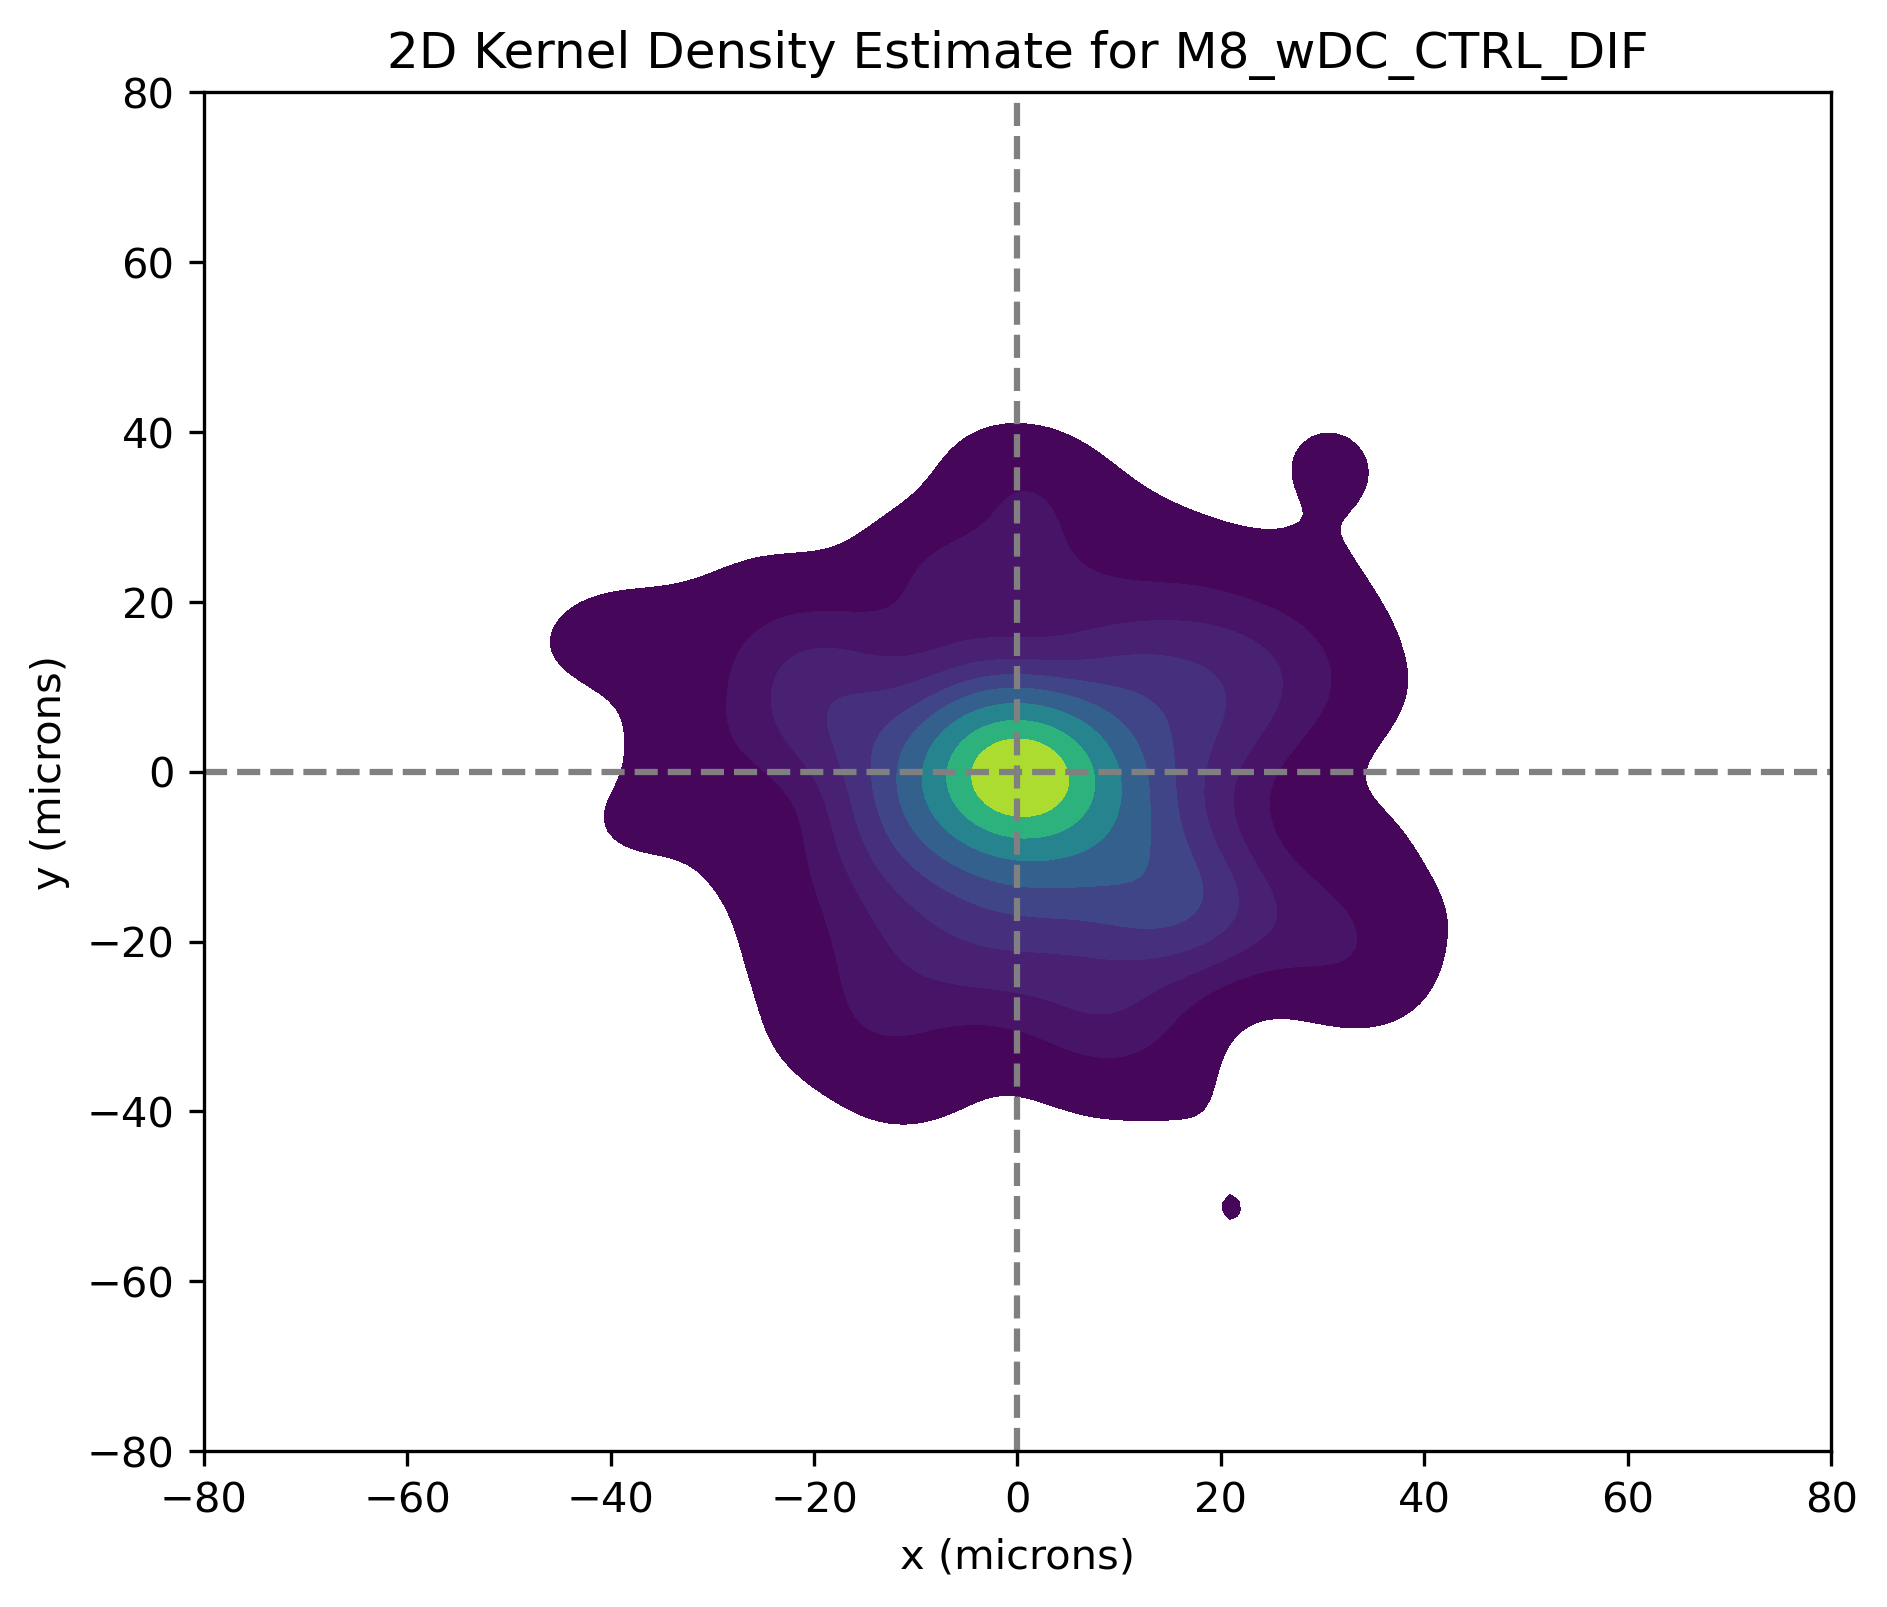 2D Kernel Density Estimate for M8_wDC_CTRL_DIF
80
60
40
20
0
−20
−40
−60
−80
y (microns)
−80 −60 −40 −20 0 20 40 60 80
x (microns)